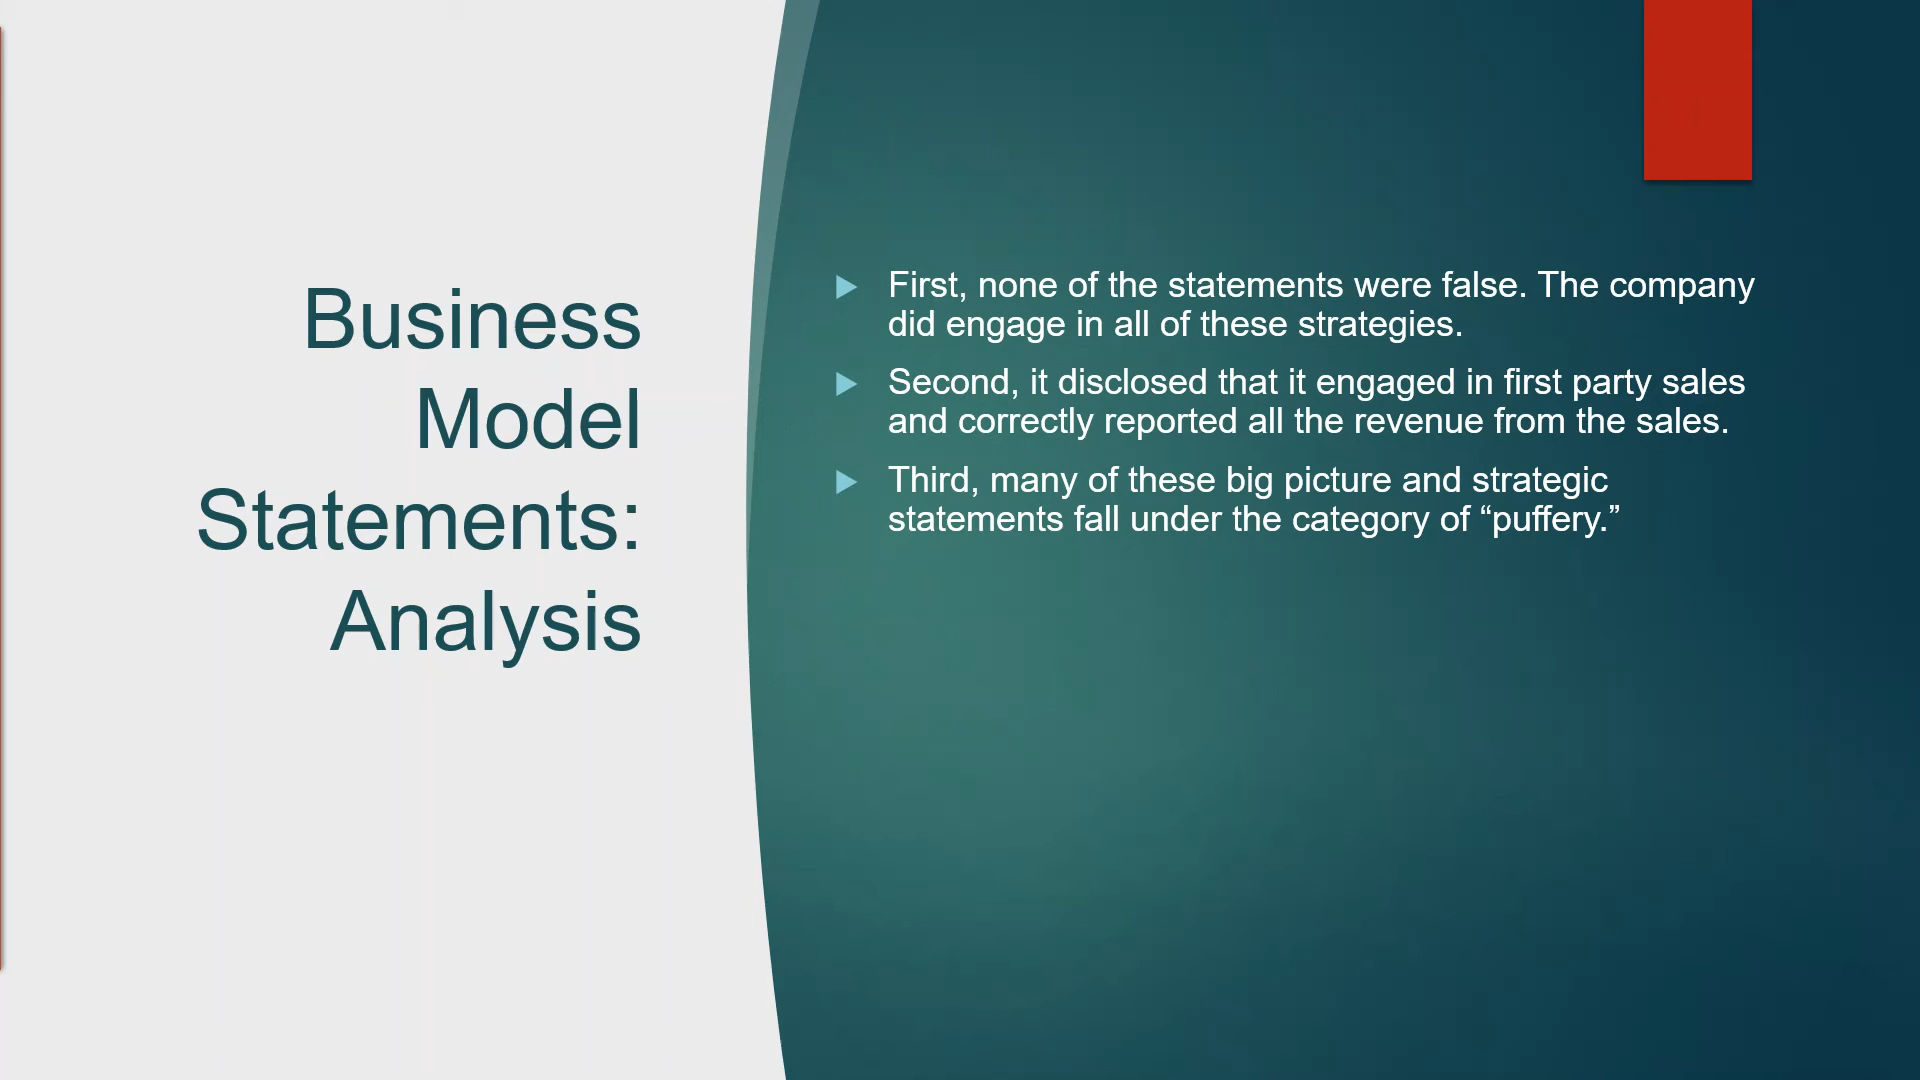 Business
Model
Statements:
Analysis
First, none of the statements were false. The company
did engage in all of these strategies.
Second, it disclosed that it engaged in first party sales
and correctly reported all the revenue from the sales.
Third, many of these big picture and strategic
statements fall under the category of “puffery.”